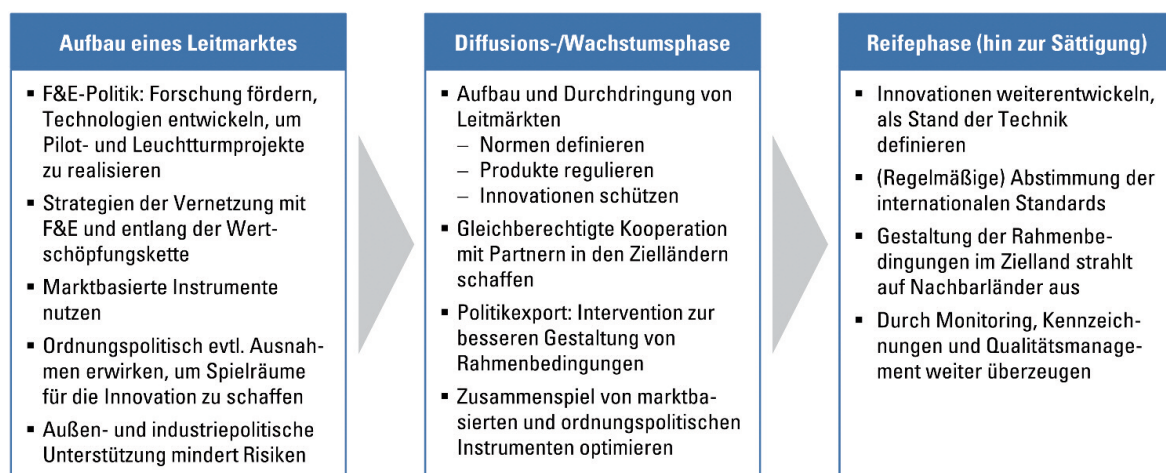 Aufbau eines Leitmarktes
▪ F&E-Politik: Forschung fördern,
Technologien entwickeln, um
Pilot- und Leuchtturmprojekte
zu realisieren
▪ Strategien der Vernetzung mit
F&E und entlang der Wert-
schöpfungskette
▪ Marktbasierte Instrumente
nutzen
▪ Ordnungspolitisch evtl. Ausnah-
men erwirken, um Spielräume
für die Innovation zu schaffen
▪ Außen- und industriepolitische
Unterstützung mindert Risiken
Diffusions-/Wachstumsphase
▪ Aufbau und Durchdringung von
Leitmärkten
– Normen definieren
– Produkte regulieren
– Innovationen schützen
▪ Gleichberechtigte Kooperation
mit Partnern in den Zielländern
schaffen
▪ Politikexport: Intervention zur
besseren Gestaltung von
Rahmenbedingungen
▪ Zusammenspiel von marktba-
sierten und ordnungspolitischen
Instrumenten optimieren
Reifephase (hin zur Sättigung)
▪ Innovationen weiterentwickeln,
als Stand der Technik
definieren
▪ (Regelmäßige) Abstimmung der
internationalen Standards
▪ Gestaltung der Rahmenbe-
dingungen im Zielland strahlt
auf Nachbarländer aus
▪ Durch Monitoring, Kennzeich-
nungen und Qualitätsmanage-
ment weiter überzeugen